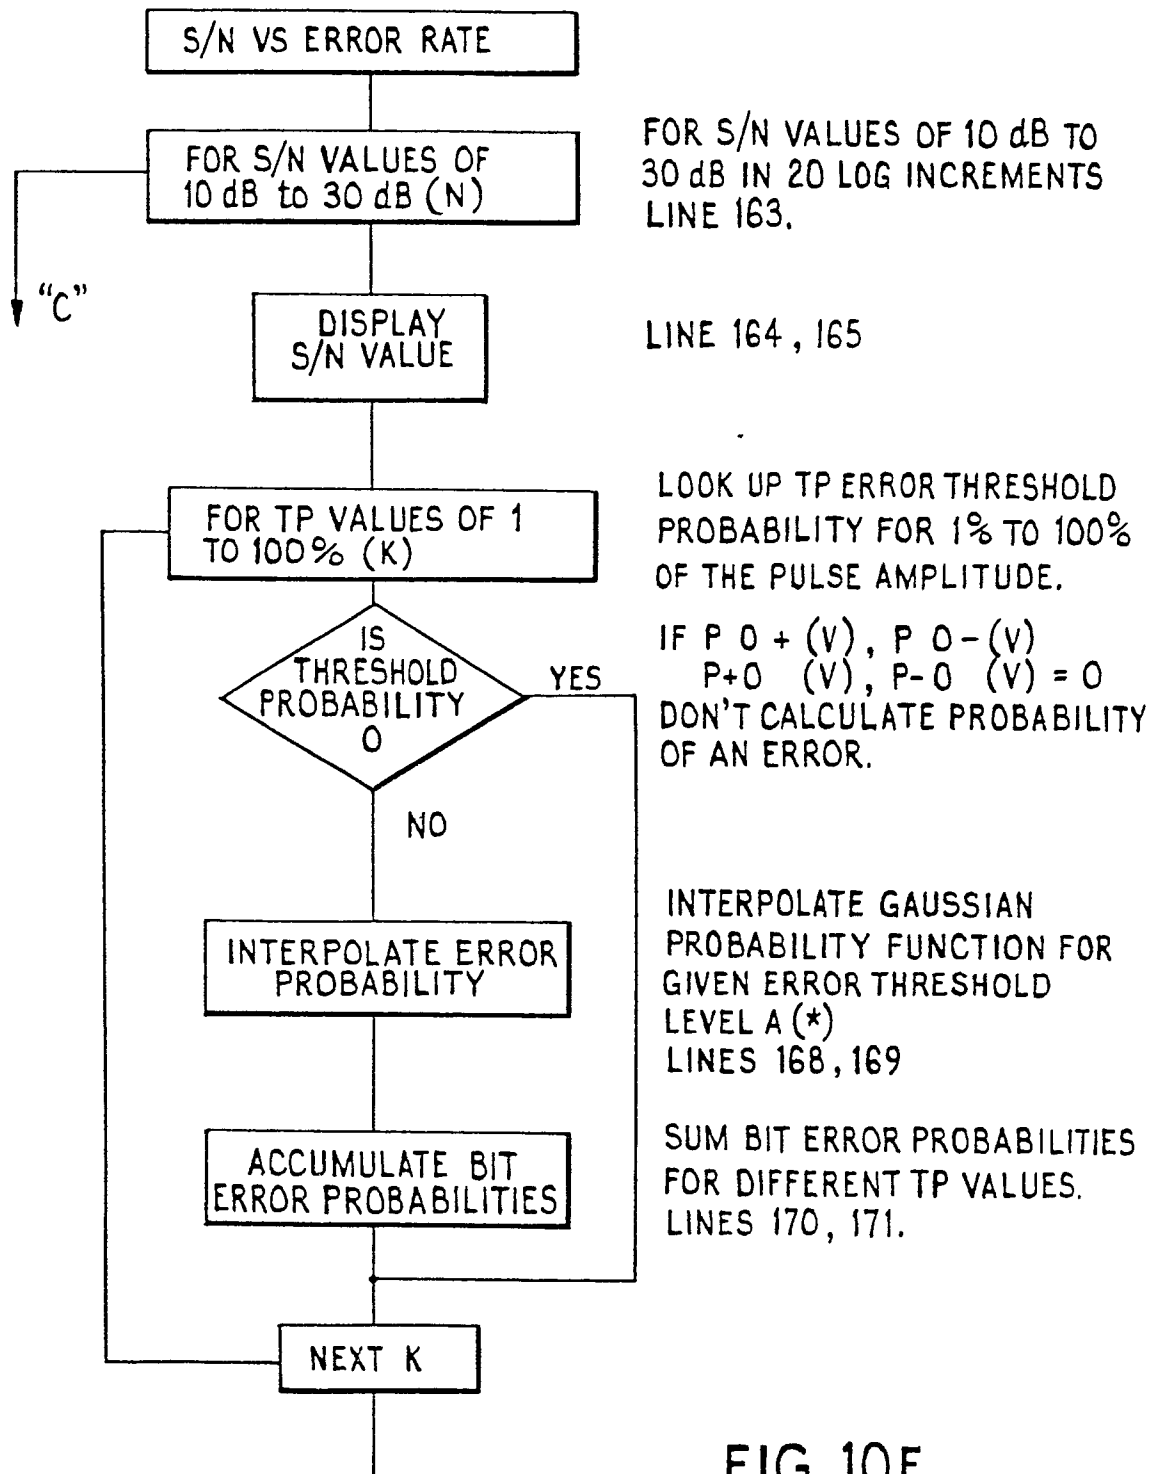 S/N VS ERROR RATE
FOR S/N VALUES OF
10 dB to 30 dB (N)
FOR S/N VALUES OF 10 dB TO
30 dB IN 20 LOG INCREMENTS
LINE 163.
"C"
DISPLAY
S/N VALUE
LINE 164, 165
FOR TP VALUES OF 1
TO 100% (K)
LOOK UP TP ERROR THRESHOLD
PROBABILITY FOR 1% TO 100%
OF THE PULSE AMPLITUDE.
IS
THRESHOLD
PROBABILITY
0
YES
NO
IF P 0 + (V), P 0 - (V)
P+0 (V), P-0 (V) = 0
DON'T CALCULATE PROBABILITY
OF AN ERROR.
INTERPOLATE ERROR
PROBABILITY
INTERPOLATE GAUSSIAN
PROBABILITY FUNCTION FOR
GIVEN ERROR THRESHOLD
LEVEL A (*)
LINES 168, 169
ACCUMULATE BIT
ERROR PROBABILITIES
SUM BIT ERROR PROBABILITIES
FOR DIFFERENT TP VALUES.
LINES 170, 171.
NEXT K
FIG. 10F